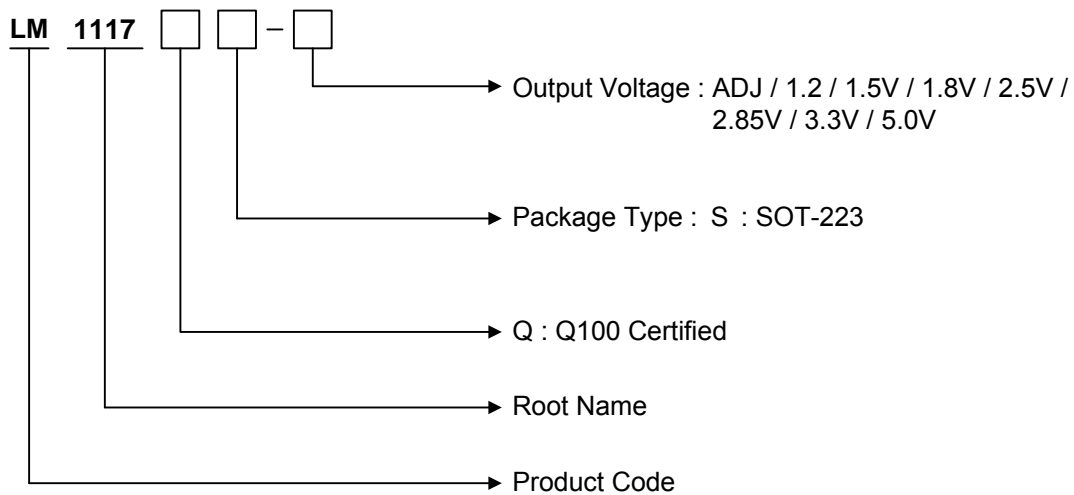 LM 1117 –
Output Voltage : ADJ / 1.2 / 1.5V / 1.8V / 2.5V /
2.85V / 3.3V / 5.0V
Package Type : S : SOT-223
Q : Q100 Certified
Root Name
Product Code